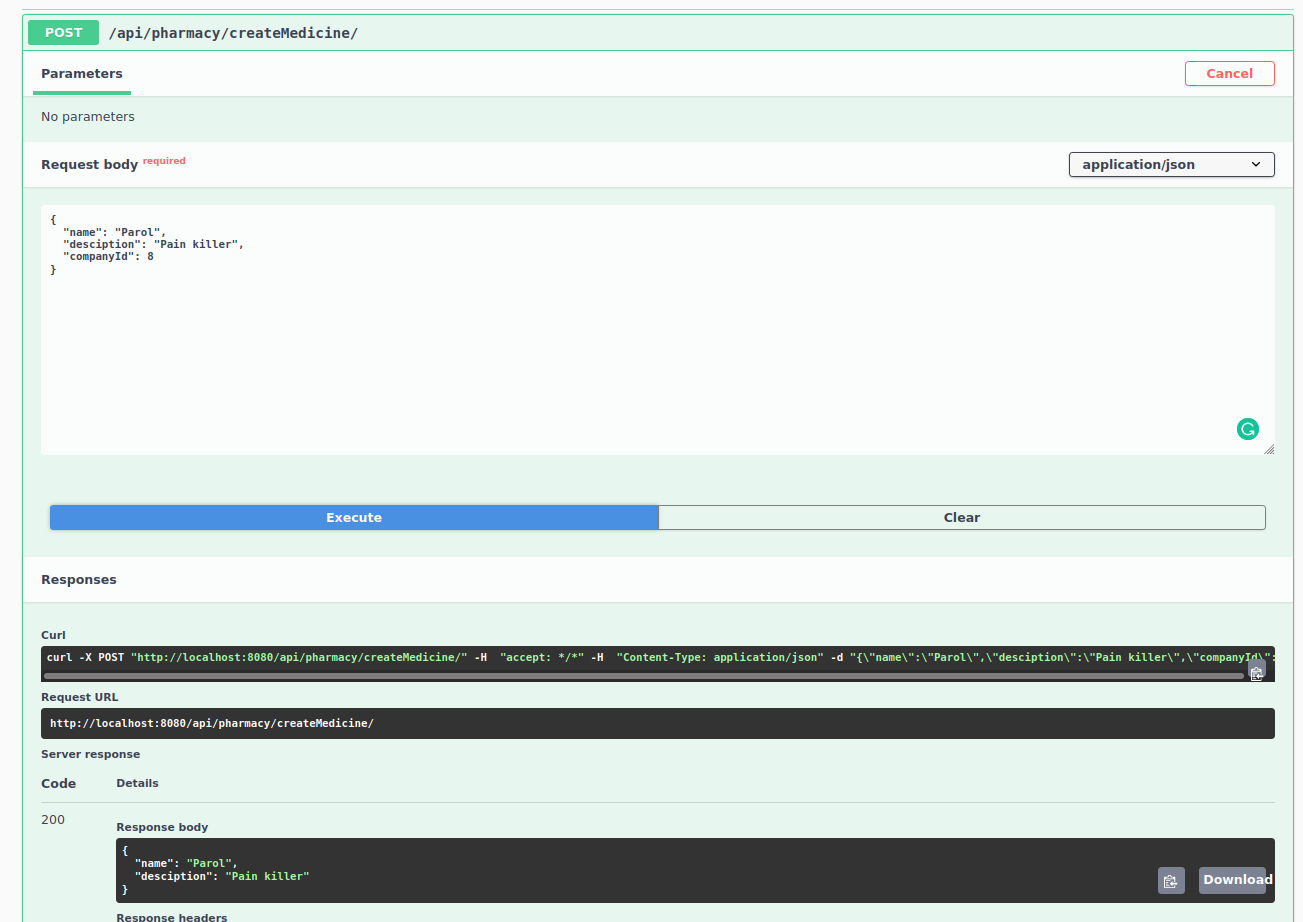 POST /api/pharmacy/createMedicine/
Parameters
Cancel
No parameters
Request body required
application/json
{
  "name": "Parol",
  "desciption": "Pain killer",
  "companyId": 8
}
Execute
Clear
Responses
Curl
curl -X POST "http://localhost:8080/api/pharmacy/createMedicine/" -H  "accept: */*" -H  "Content-Type: application/json" -d "{\"name\":\"Parol\",\"desciption\":\"Pain killer\",\"companyId\":
Request URL
http://localhost:8080/api/pharmacy/createMedicine/
Server response
Code Details
200
Response body
{
  "name": "Parol",
  "desciption": "Pain killer"
}
Download
Response headers